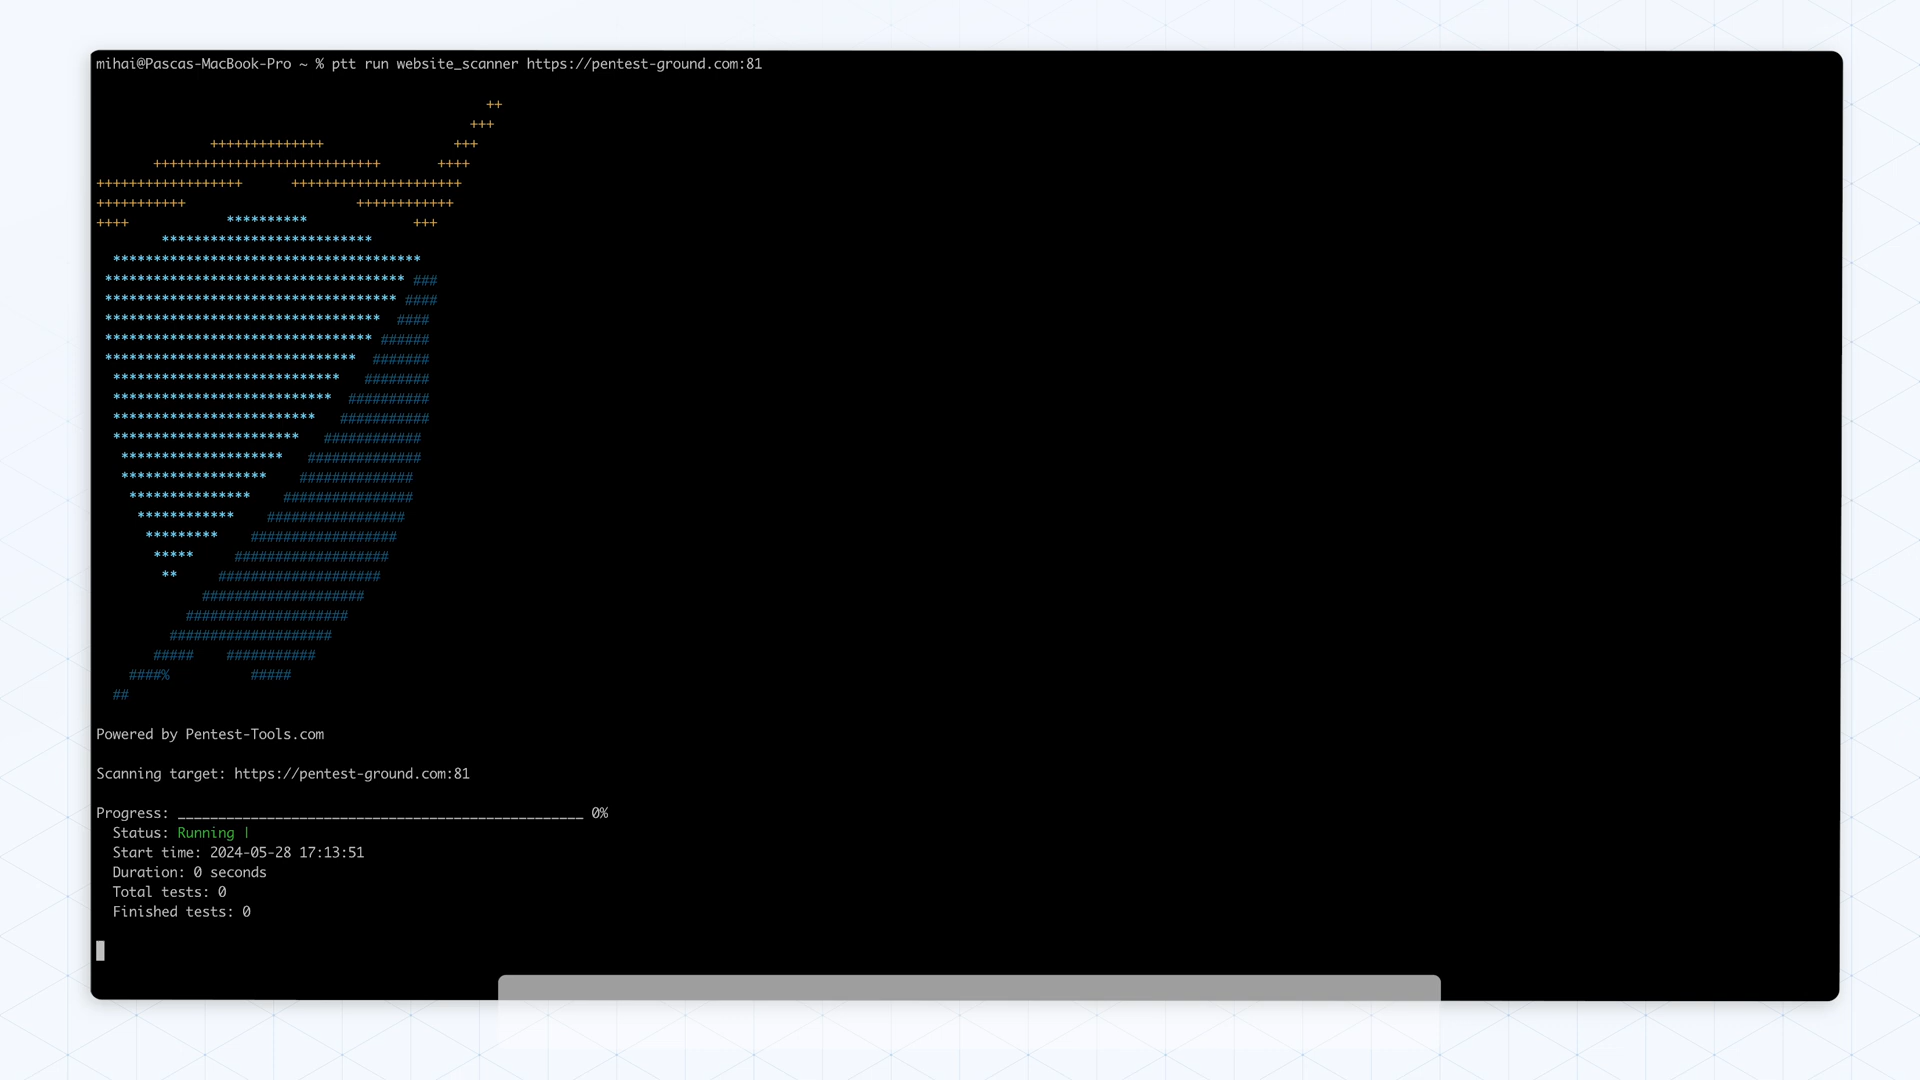 mihai@Pascas-MacBook-Pro ~ % ptt run website_scanner https://pentest-ground.com:81
Powered by Pentest-Tools.com
Scanning target: https://pentest-ground.com:81
Progress: __________________________________________________ 0%
Status: Running |
Start time: 2024-05-28 17:13:51
Duration: 0 seconds
Total tests: 0
Finished tests: 0